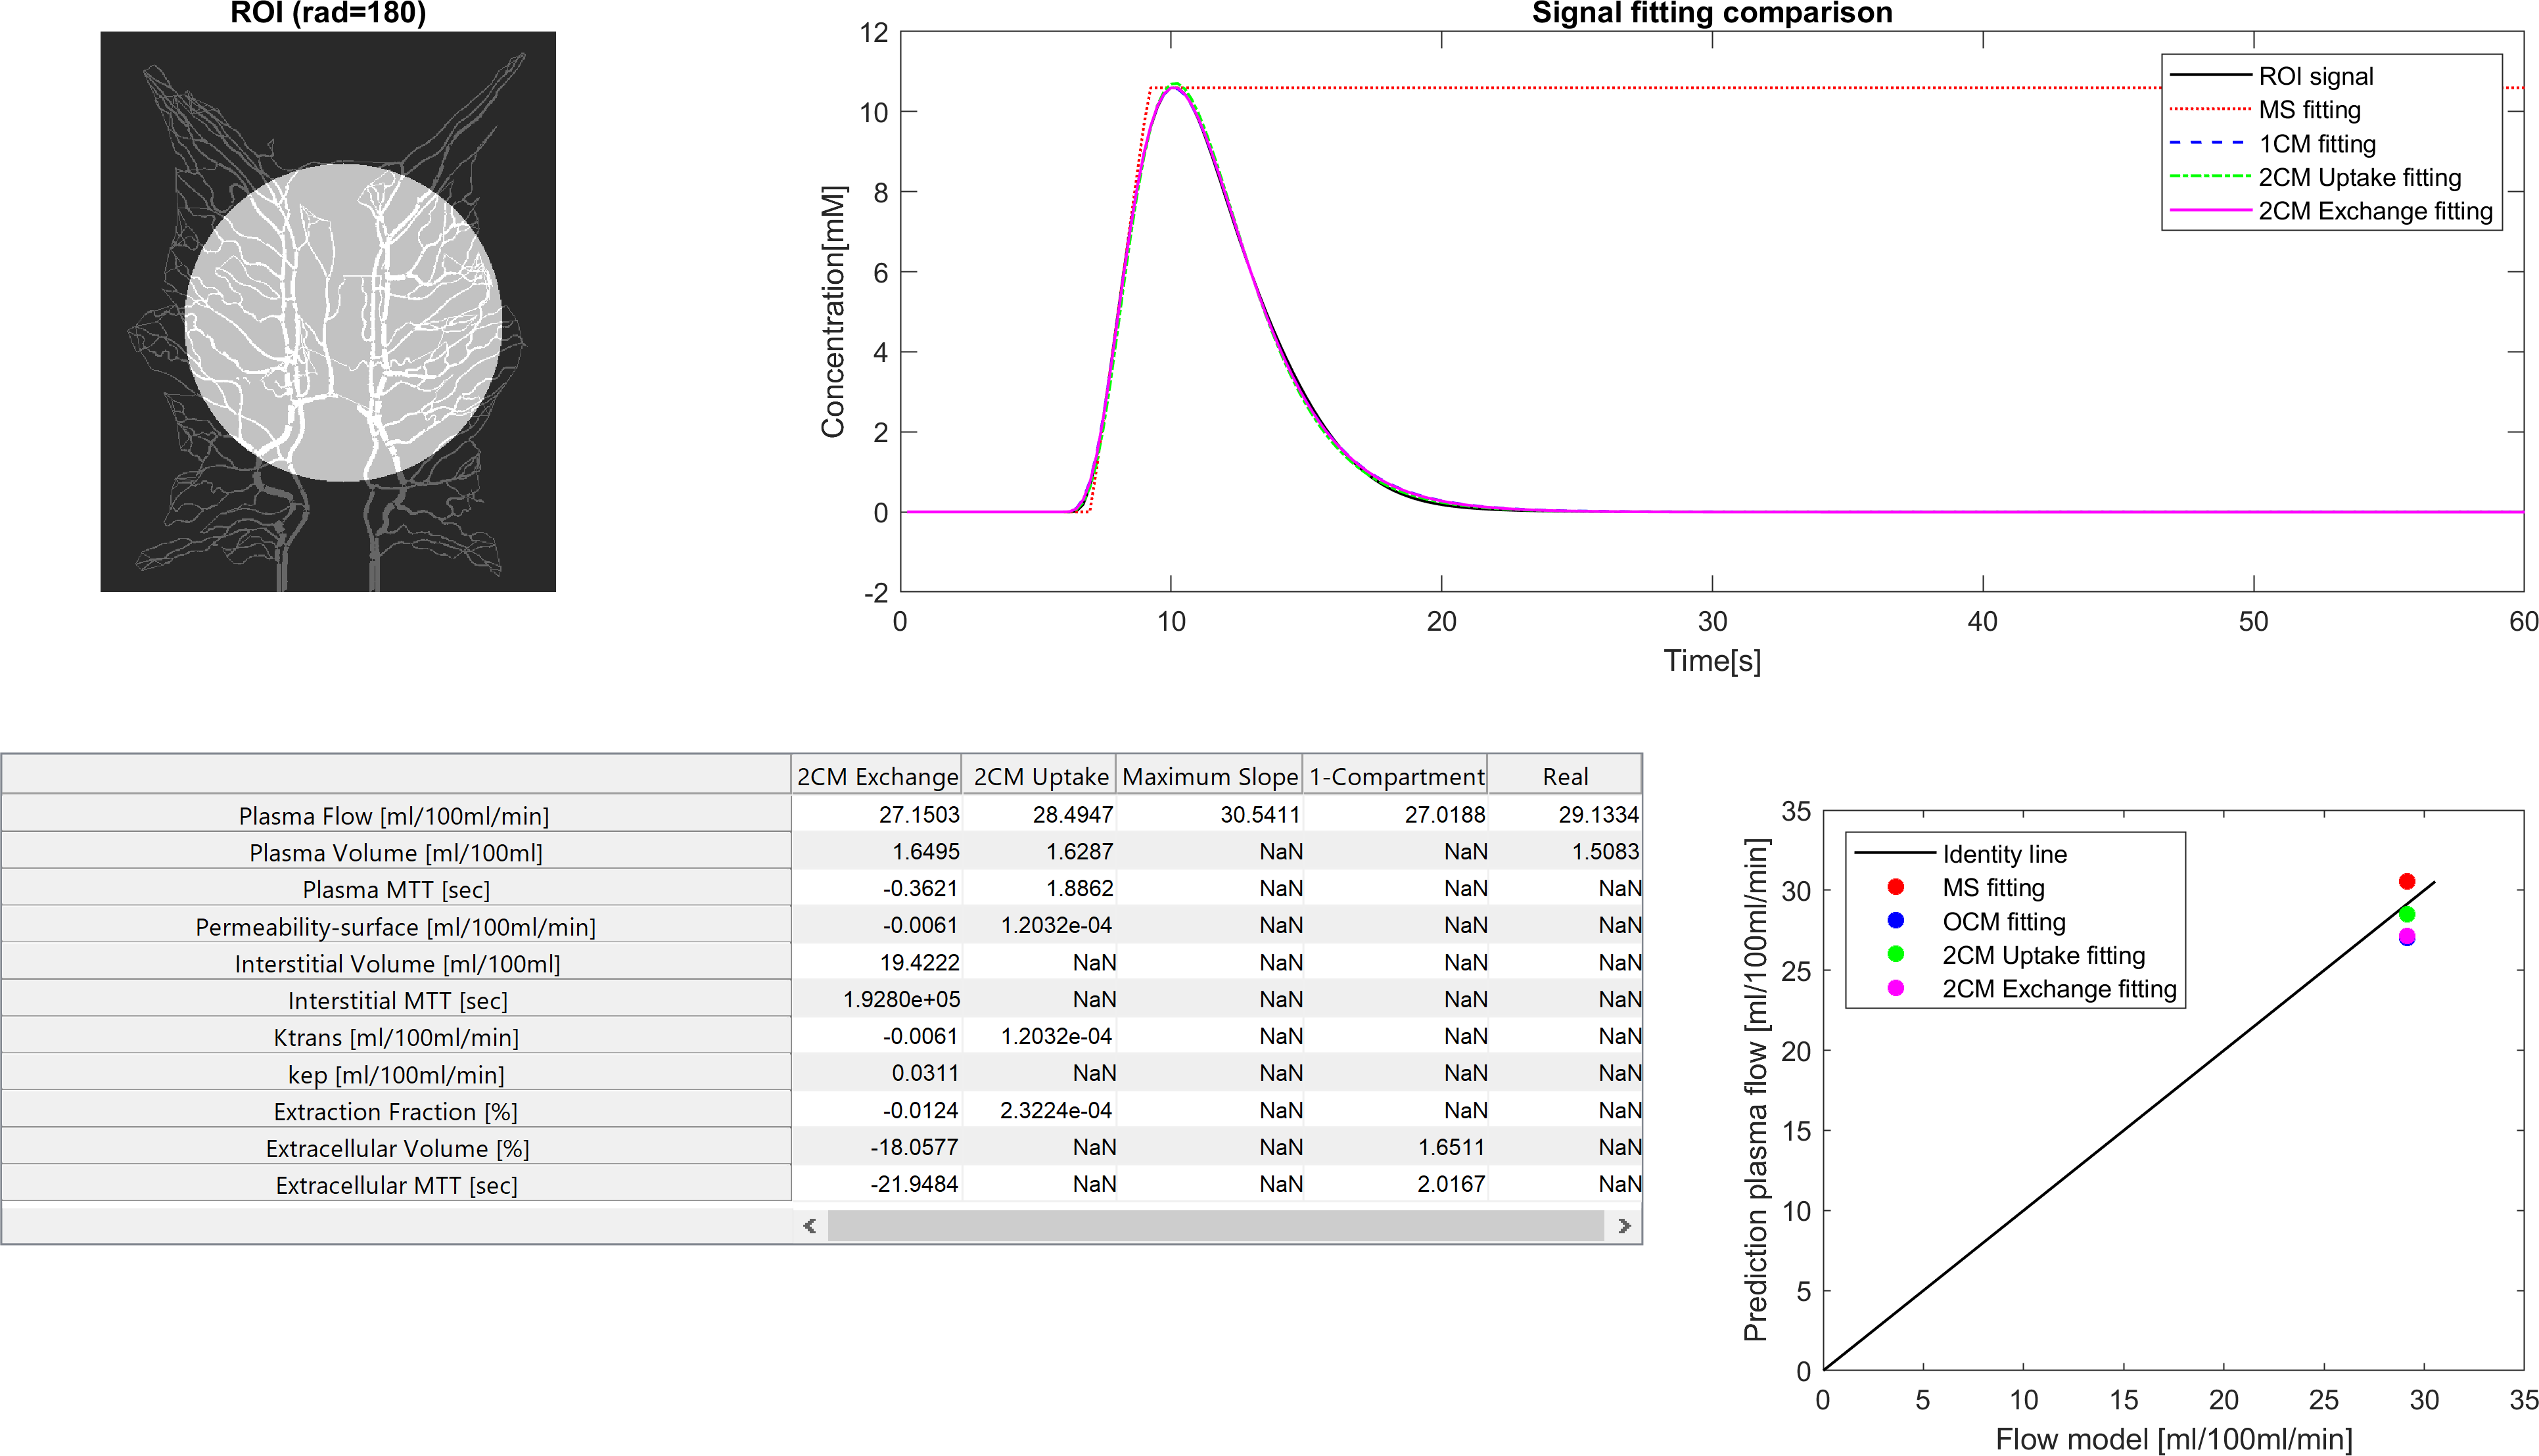 ROI (rad=180)
Signal fitting comparison
12
10
8
6
4
2
0
-2
Concentration[mM]
0 10 20 30 40 50 60
Time[s]
ROI signal
MS fitting
1CM fitting
2CM Uptake fitting
2CM Exchange fitting
2CM Exchange 2CM Uptake Maximum Slope 1-Compartment Real
Plasma Flow [ml/100ml/min] 27.1503 28.4947 30.5411 27.0188 29.1334
Plasma Volume [ml/100ml] 1.6495 1.6287 NaN NaN 1.5083
Plasma MTT [sec] -0.3621 1.8862 NaN NaN NaN
Permeability-surface [ml/100ml/min] -0.0061 1.2032e-04 NaN NaN NaN
Interstitial Volume [ml/100ml] 19.4222 NaN NaN NaN NaN
Interstitial MTT [sec] 1.9280e+05 NaN NaN NaN NaN
Ktrans [ml/100ml/min] -0.0061 1.2032e-04 NaN NaN NaN
kep [ml/100ml/min] 0.0311 NaN NaN NaN NaN
Extraction Fraction [%] -0.0124 2.3224e-04 NaN NaN NaN
Extracellular Volume [%] -18.0577 NaN NaN 1.6511 NaN
Extracellular MTT [sec] -21.9484 NaN NaN 2.0167 NaN
35
30
25
20
15
10
5
0
Prediction plasma flow [ml/100ml/min]
Identity line
MS fitting
OCM fitting
2CM Uptake fitting
2CM Exchange fitting
0 5 10 15 20 25 30 35
Flow model [ml/100ml/min]